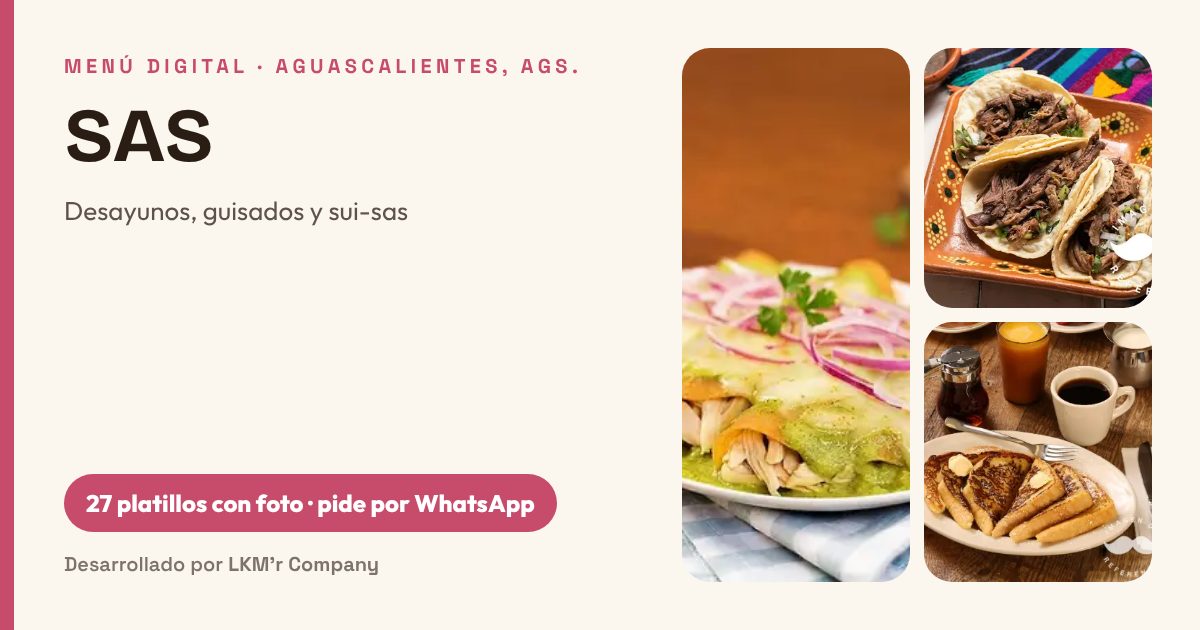 MENÚ DIGITAL · AGUASCALIENTES, AGS.
SAS
Desayunos, guisados y sui-sas
27 platillos con foto · pide por WhatsApp
Desarrollado por LKM’r Company